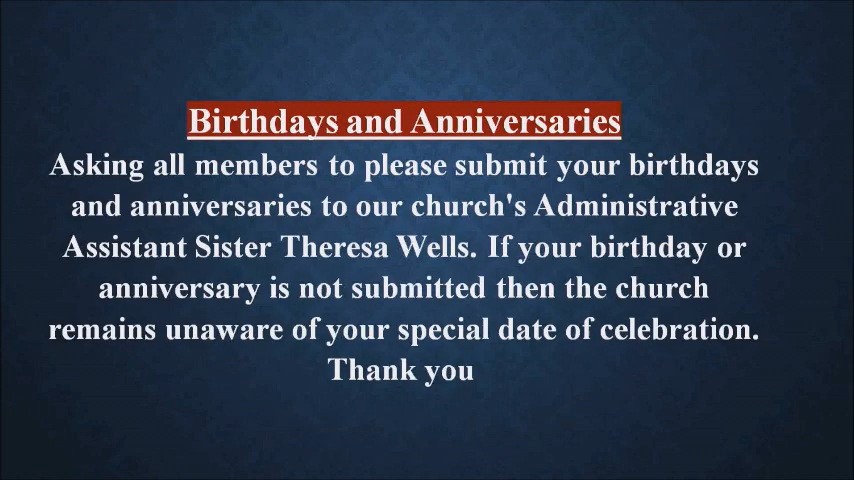 Birthdays and Anniversaries
Asking all members to please submit your birthdays
and anniversaries to our church's Administrative
Assistant Sister Theresa Wells. If your birthday or
anniversary is not submitted then the church
remains unaware of your special date of celebration.
Thank you